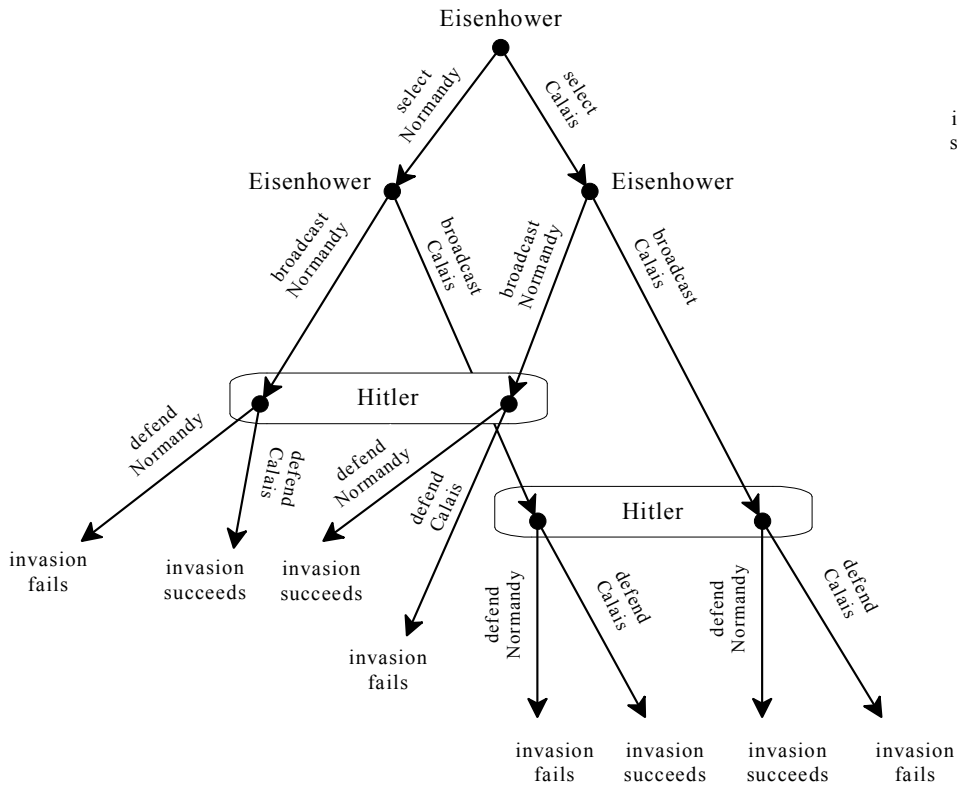 Eisenhower
select
Normandy
select
Calais
i
s
Eisenhower
Eisenhower
broadcast
Normandy
broadcast
Calais
broadcast
Normandy
broadcast
Calais
Hitler
defend
Normandy
defend
Calais
defend
Normandy
defend
Calais
Hitler
invasion
fails
invasion
succeeds
invasion
succeeds
defend
Normandy
defend
Calais
defend
Normandy
defend
Calais
invasion
fails
invasion
fails
invasion
succeeds
invasion
succeeds
invasion
fails